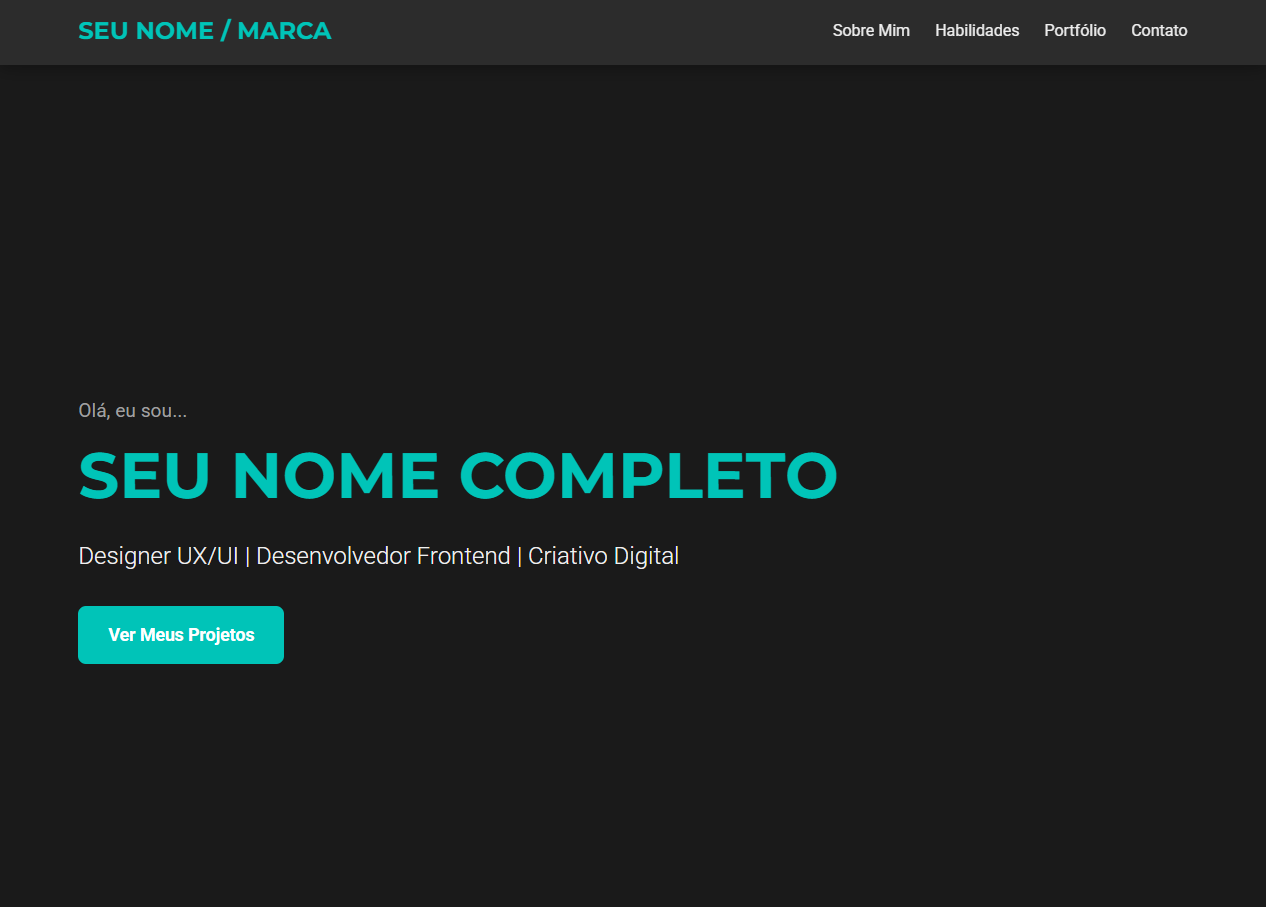 SEU NOME / MARCA
Sobre Mim Habilidades Portfólio Contato
Olá, eu sou...
SEU NOME COMPLETO
Designer UX/UI | Desenvolvedor Frontend | Criativo Digital
Ver Meus Projetos